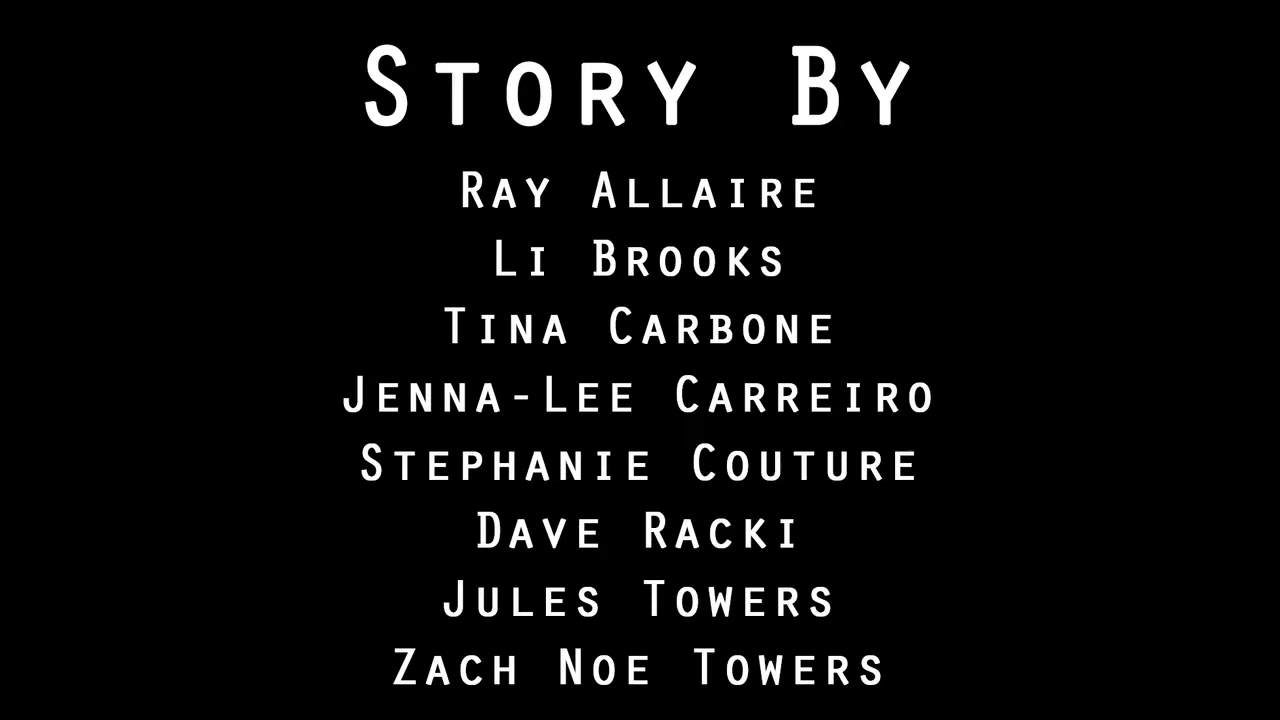 Story By
Ray Allaire
Li Brooks
Tina Carbone
Jenna-Lee Carreiro
Stephanie Couture
Dave Racki
Jules Towers
Zach Noe Towers